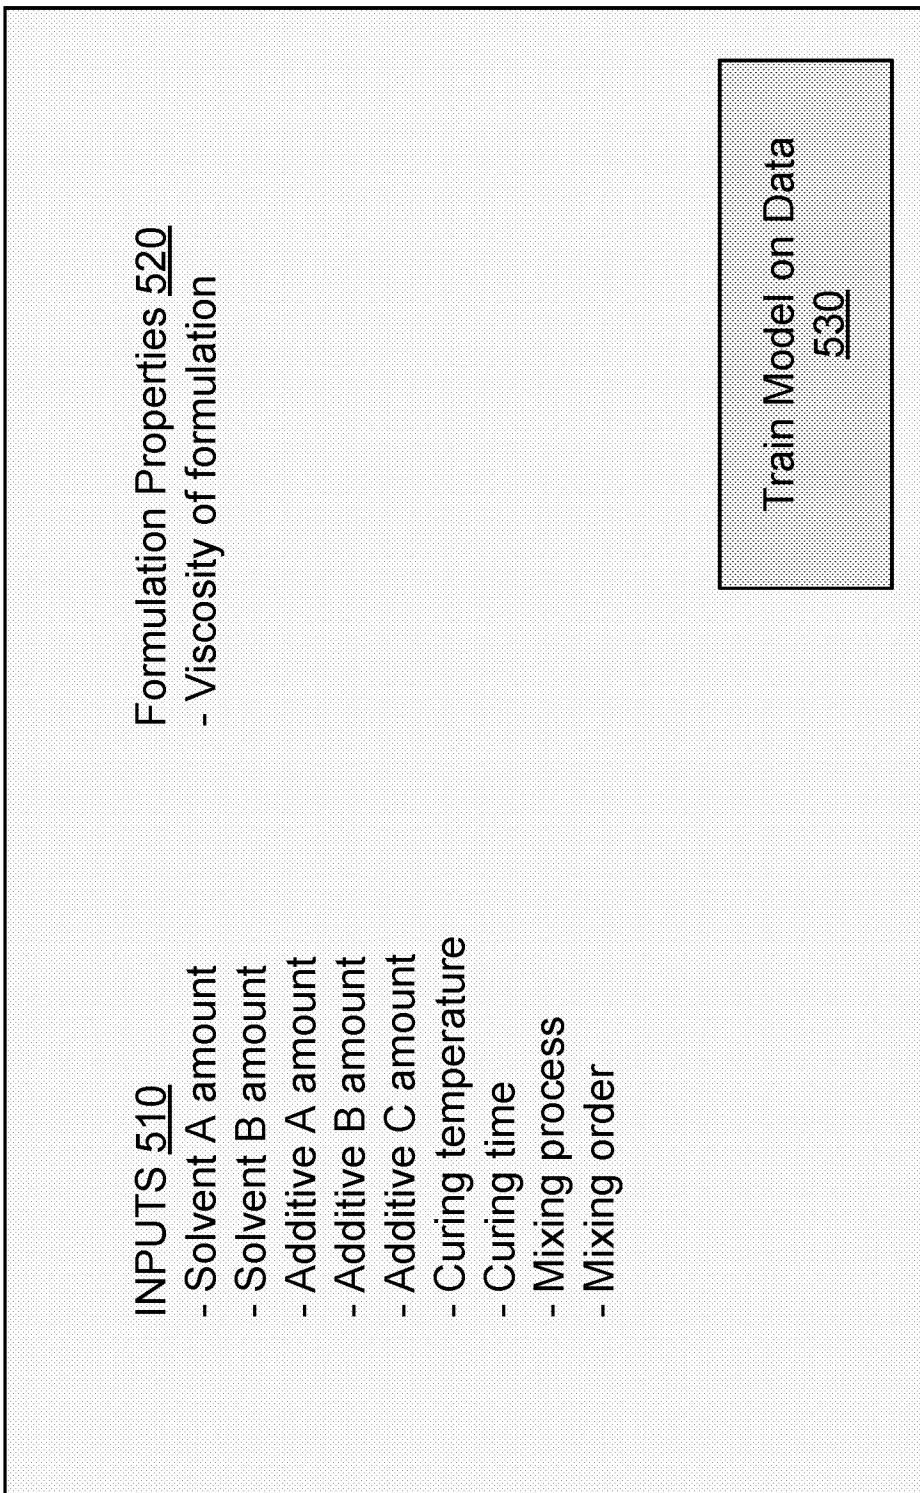 INPUTS 510
- Solvent A amount
- Solvent B amount
- Additive A amount
- Additive B amount
- Additive C amount
- Curing temperature
- Curing time
- Mixing process
- Mixing order
Formulation Properties 520
- Viscosity of formulation
Train Model on Data
530